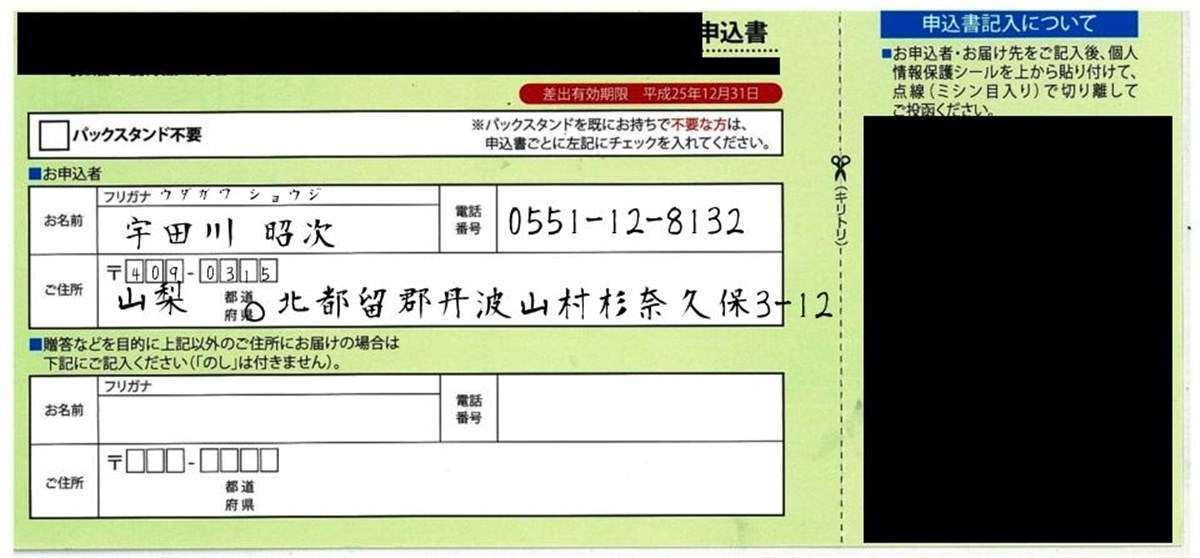 申込書
差出有効期限 平成25年12月31日
パックスタンド不要
※パックスタンドを既にお持ちで不要な方は、
申込書ごとに左記にチェックを入れてください。
■お申込者
お名前
フリガナ ウダガワ ショウジ
宇田川 昭次
電話
番号
0551-12-8132
ご住所
〒409-0315
山梨 都道府県 北都留郡丹波山村杉奈久保3-12
■贈答などを目的に上記以外のご住所にお届けの場合は
下記にご記入ください(「のし」は付きません)。
お名前
フリガナ
電話
番号
ご住所
〒 -
都道
府県
(キリトリ)
申込書記入について
■お申込者・お届け先をご記入後、個人
情報保護シールを上から貼り付けて、
点線(ミシン目入り)で切り離して
ご投函ください。